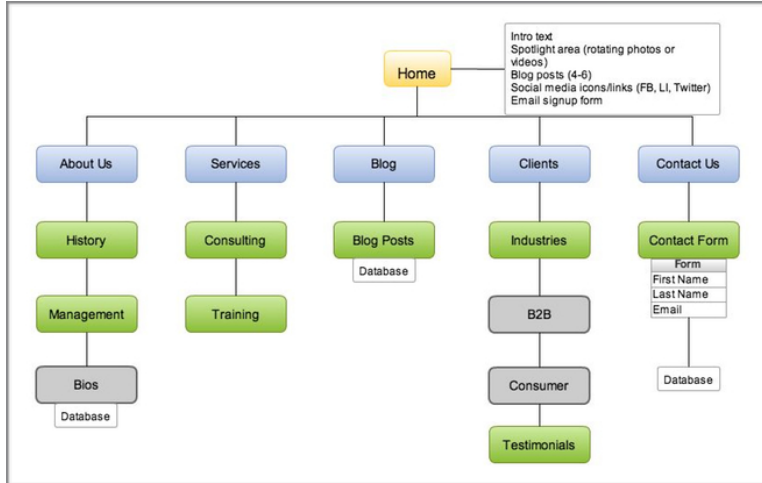 Home
Intro text
Spotlight area (rotating photos or
videos)
Blog posts (4-6)
Social media icons/links (FB, LI, Twitter)
Email signup form
About Us
Services
Blog
Clients
Contact Us
History
Consulting
Blog Posts
Industries
Contact Form
Database
Form
First Name
Last Name
Email
Management
Training
B2B
Bios
Database
Consumer
Database
Testimonials